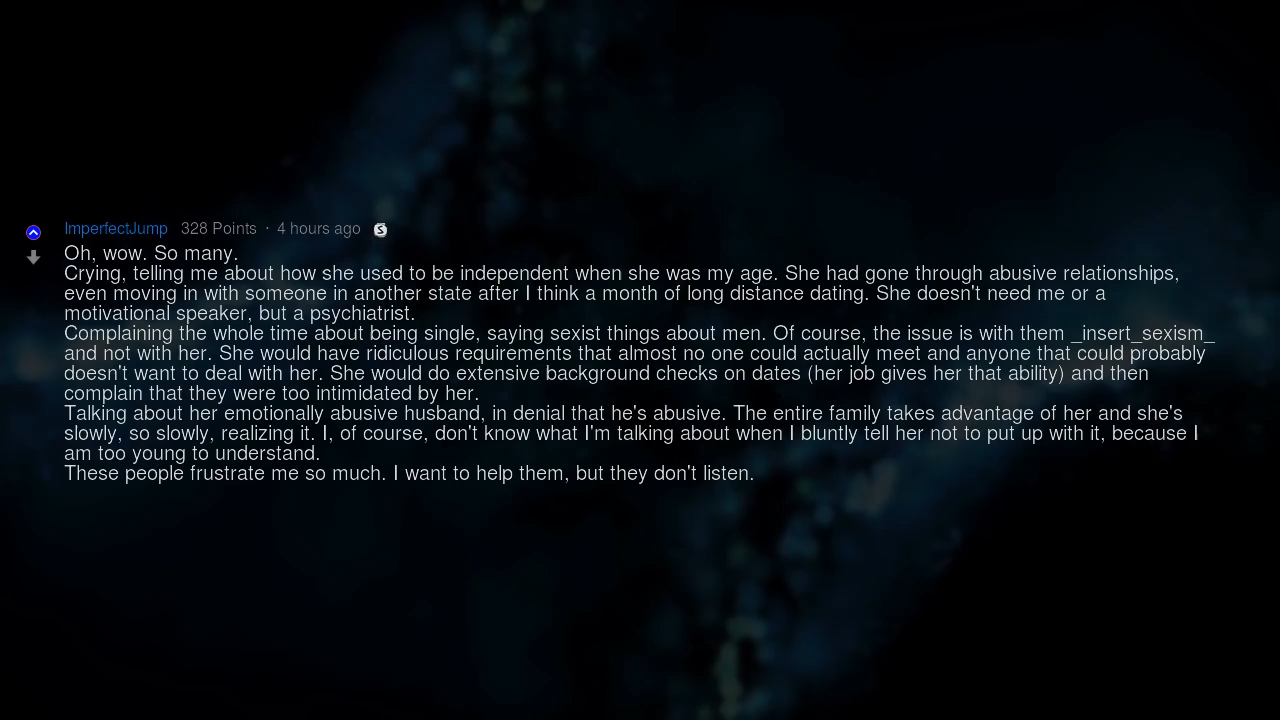 ImperfectJump 328 Points · 4 hours ago
Oh, wow. So many.
Crying, telling me about how she used to be independent when she was my age. She had gone through abusive relationships,
even moving in with someone in another state after I think a month of long distance dating. She doesn't need me or a
motivational speaker, but a psychiatrist.
Complaining the whole time about being single, saying sexist things about men. Of course, the issue is with them _insert_sexism_
and not with her. She would have ridiculous requirements that almost no one could actually meet and anyone that could probably
doesn't want to deal with her. She would do extensive background checks on dates (her job gives her that ability) and then
complain that they were too intimidated by her.
Talking about her emotionally abusive husband, in denial that he's abusive. The entire family takes advantage of her and she's
slowly, so slowly, realizing it. I, of course, don't know what I'm talking about when I bluntly tell her not to put up with it, because I
am too young to understand.
These people frustrate me so much. I want to help them, but they don't listen.